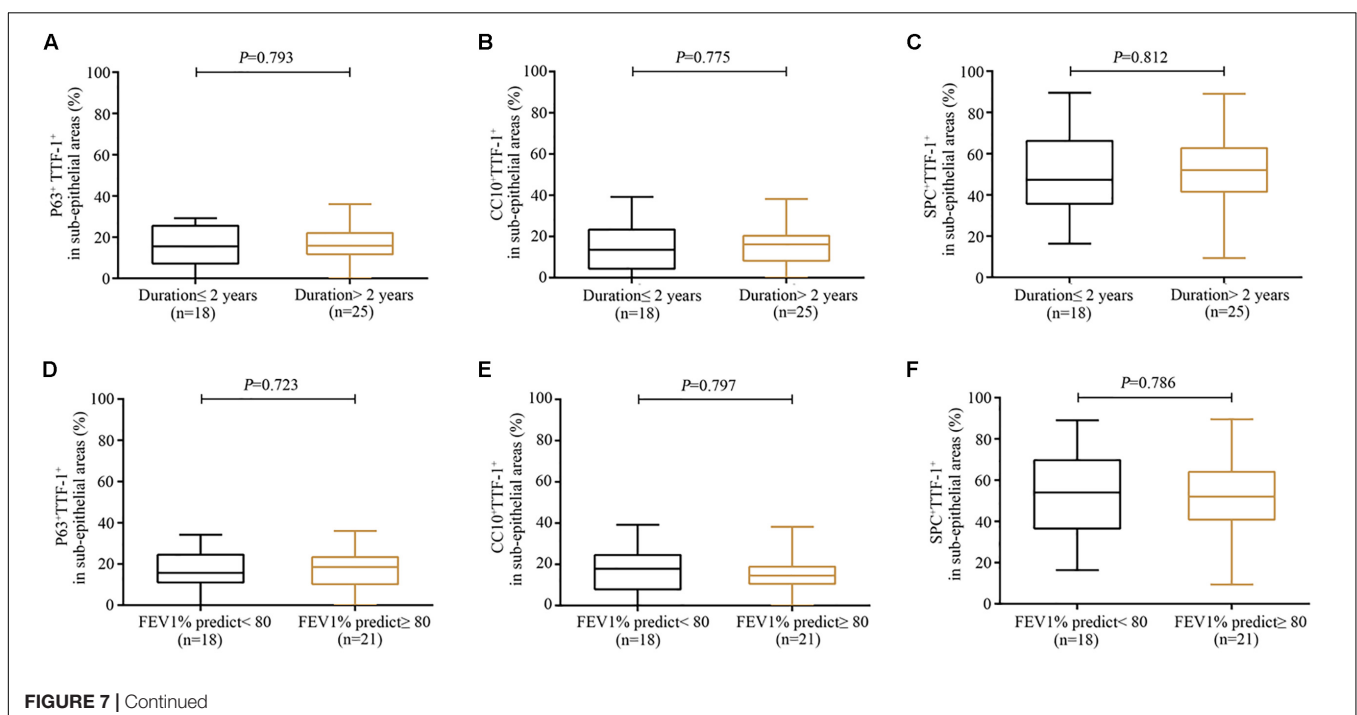 A
P=0.793
P63⁺ TTF-1⁺
in sub-epithelial areas (%)
100
80
60
40
20
0
Duration≤ 2 years
(n=18)
Duration> 2 years
(n=25)
B
P=0.775
CC10⁺TTF-1⁺
in sub-epithelial areas (%)
100
80
60
40
20
0
Duration≤ 2 years
(n=18)
Duration> 2 years
(n=25)
C
P=0.812
SPC⁺TTF-1⁺
in sub-epithelial areas (%)
100
80
60
40
20
0
Duration≤ 2 years
(n=18)
Duration> 2 years
(n=25)
D
P=0.723
P63⁺TTF-1⁺
in sub-epithelial areas (%)
100
80
60
40
20
0
FEV1% predict< 80
(n=18)
FEV1% predict≥ 80
(n=21)
E
P=0.797
CC10⁺TTF-1⁺
in sub-epithelial areas (%)
100
80
60
40
20
0
FEV1% predict< 80
(n=18)
FEV1% predict≥ 80
(n=21)
F
P=0.786
SPC⁺TTF-1⁺
in sub-epithelial areas (%)
100
80
60
40
20
0
FEV1% predict< 80
(n=18)
FEV1% predict≥ 80
(n=21)
FIGURE 7 | Continued